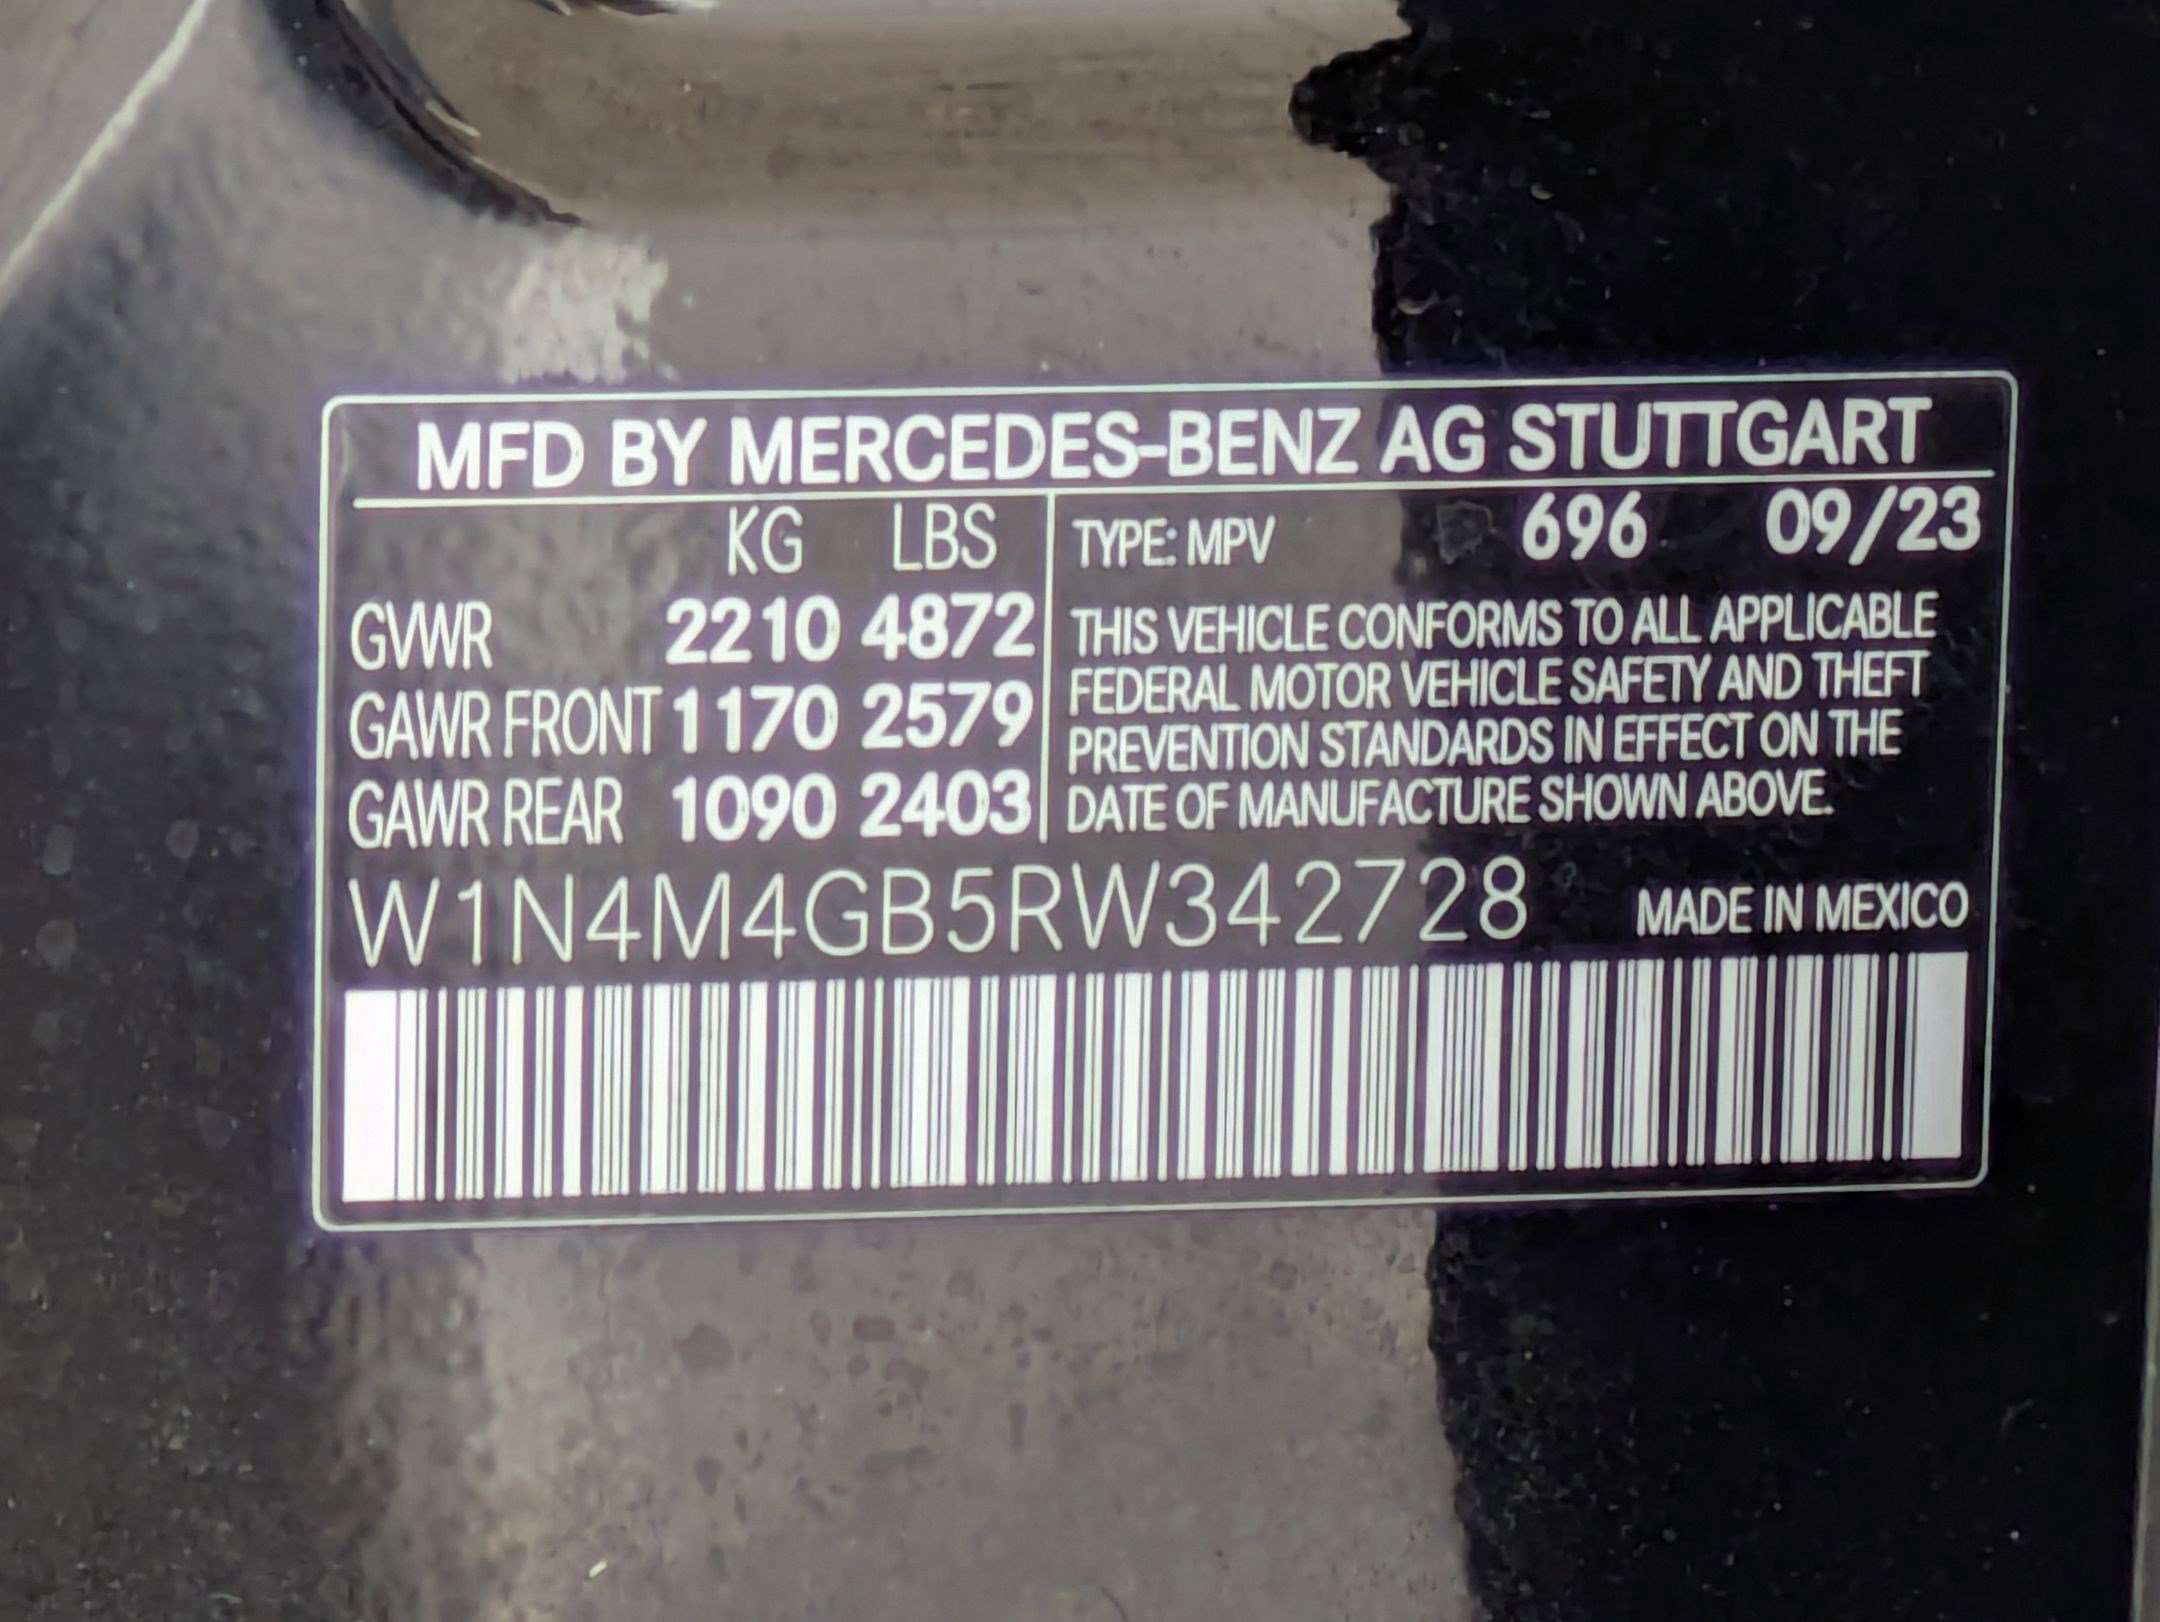 MFD BY MERCEDES-BENZ AG STUTTGART
KG LBS
GVWR 2210 4872
GAWR FRONT 1170 2579
GAWR REAR 1090 2403
TYPE: MPV 696 09/23
THIS VEHICLE CONFORMS TO ALL APPLICABLE
FEDERAL MOTOR VEHICLE SAFETY AND THEFT
PREVENTION STANDARDS IN EFFECT ON THE
DATE OF MANUFACTURE SHOWN ABOVE.
W1N4M4GB5RW342728 MADE IN MEXICO